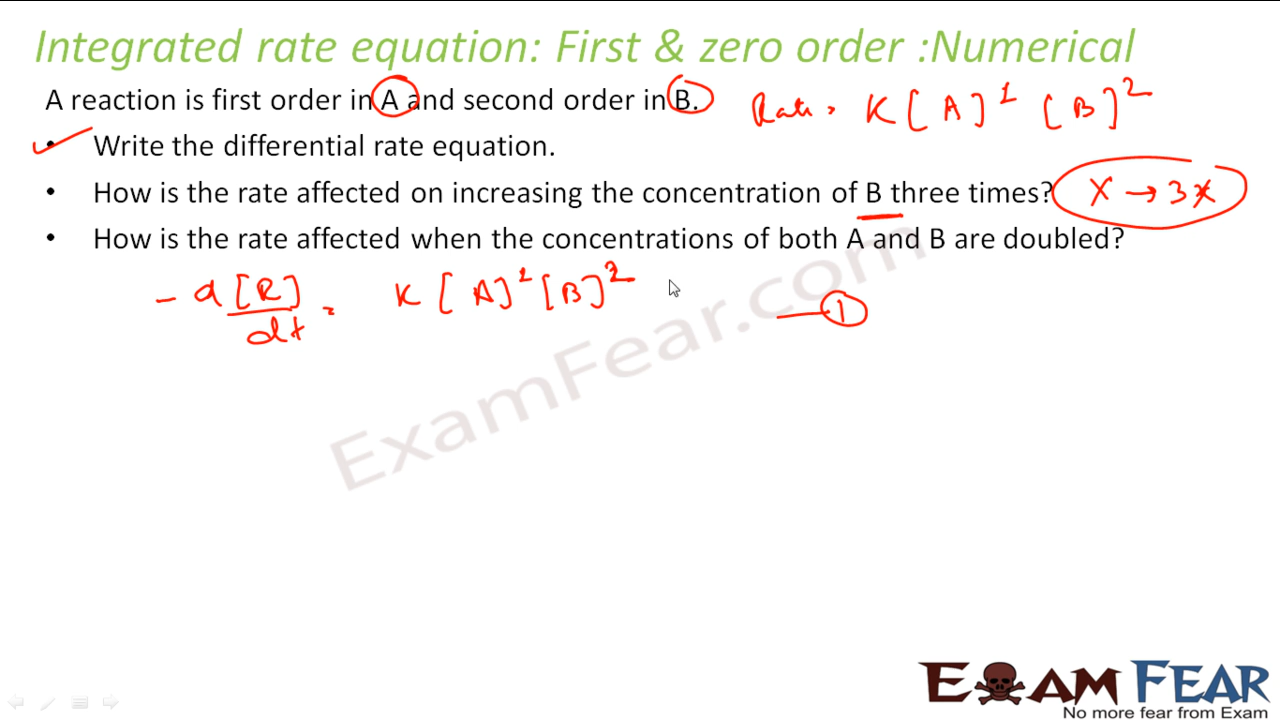 Integrated rate equation: First & zero order :Numerical
A reaction is first order in A and second order in B. Rate = K [A]¹ [B]²
• Write the differential rate equation.
• How is the rate affected on increasing the concentration of B three times? X → 3x
• How is the rate affected when the concentrations of both A and B are doubled?
- d[R]/dt = K [A]¹ [B]² —①
ExamFear.com
EXAM FEAR
No more fear from Exam